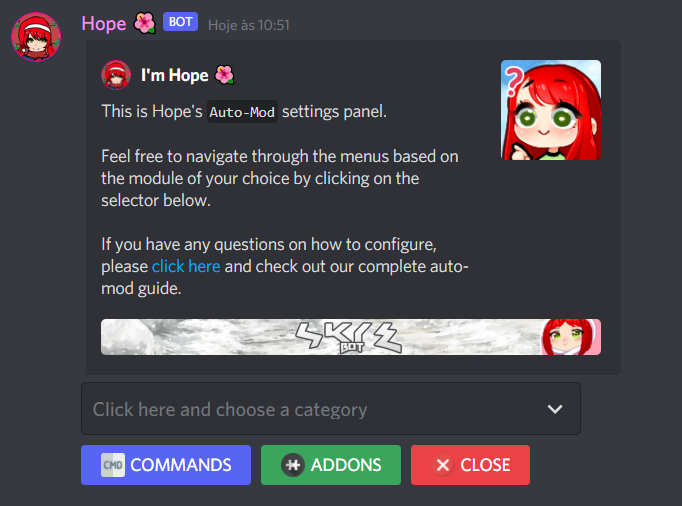 Hope 🌺 BOT Hoje às 10:51
I'm Hope 🌺
This is Hope's Auto-Mod settings panel.
Feel free to navigate through the menus based on
the module of your choice by clicking on the
selector below.
If you have any questions on how to configure,
please click here and check out our complete auto-
mod guide.
BOT
Click here and choose a category
CMD COMMANDS
ADDONS
CLOSE